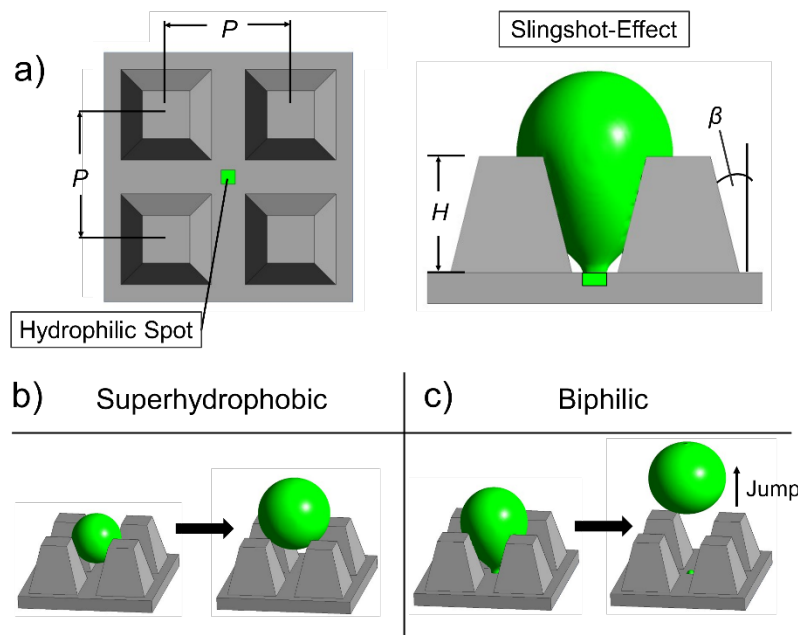 a)
P
P
Hydrophilic Spot
Slingshot-Effect
β
H
b)
Superhydrophobic
c)
Biphilic
Jump